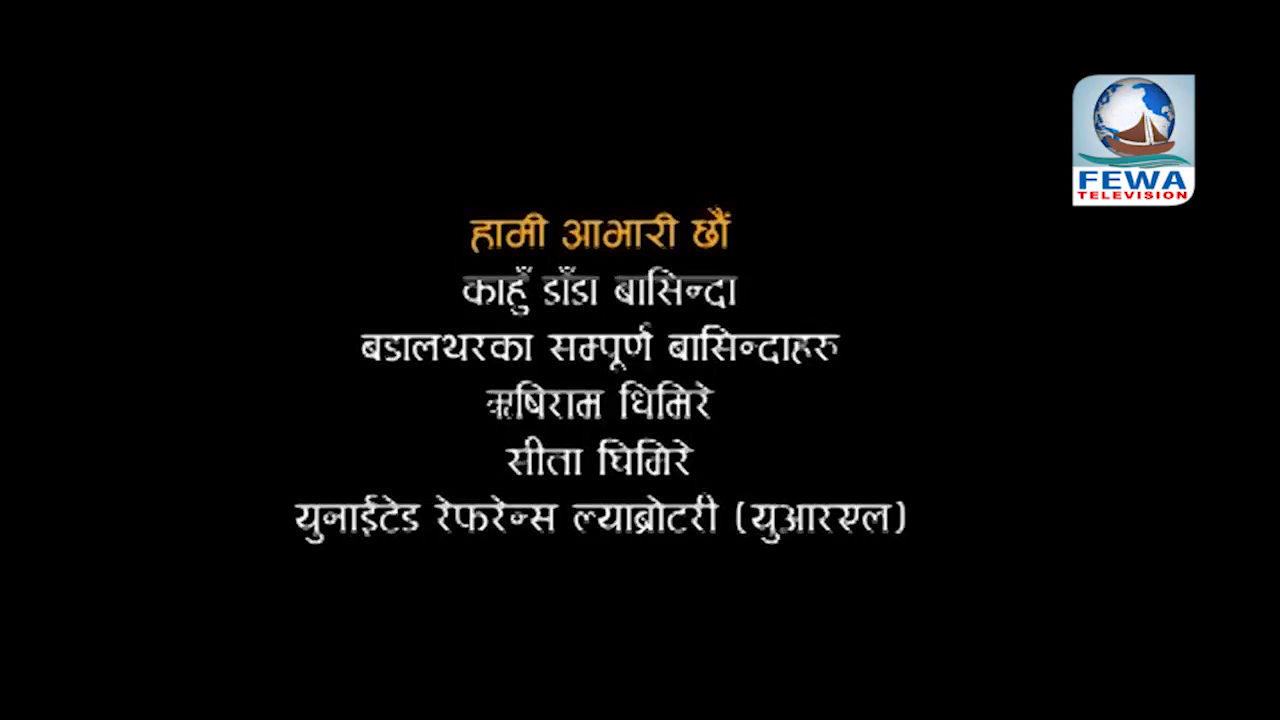 FEWA
TELEVISION
हामी आभारी छौं
काहुँ डाँडा बासिन्दा
बडालथरका सम्पूर्ण बासिन्दाहरु
ऋषिराम घिमिरे
सीता घिमिरे
युनाईटेड रेफरेन्स ल्याब्रोटरी (युआरएल)